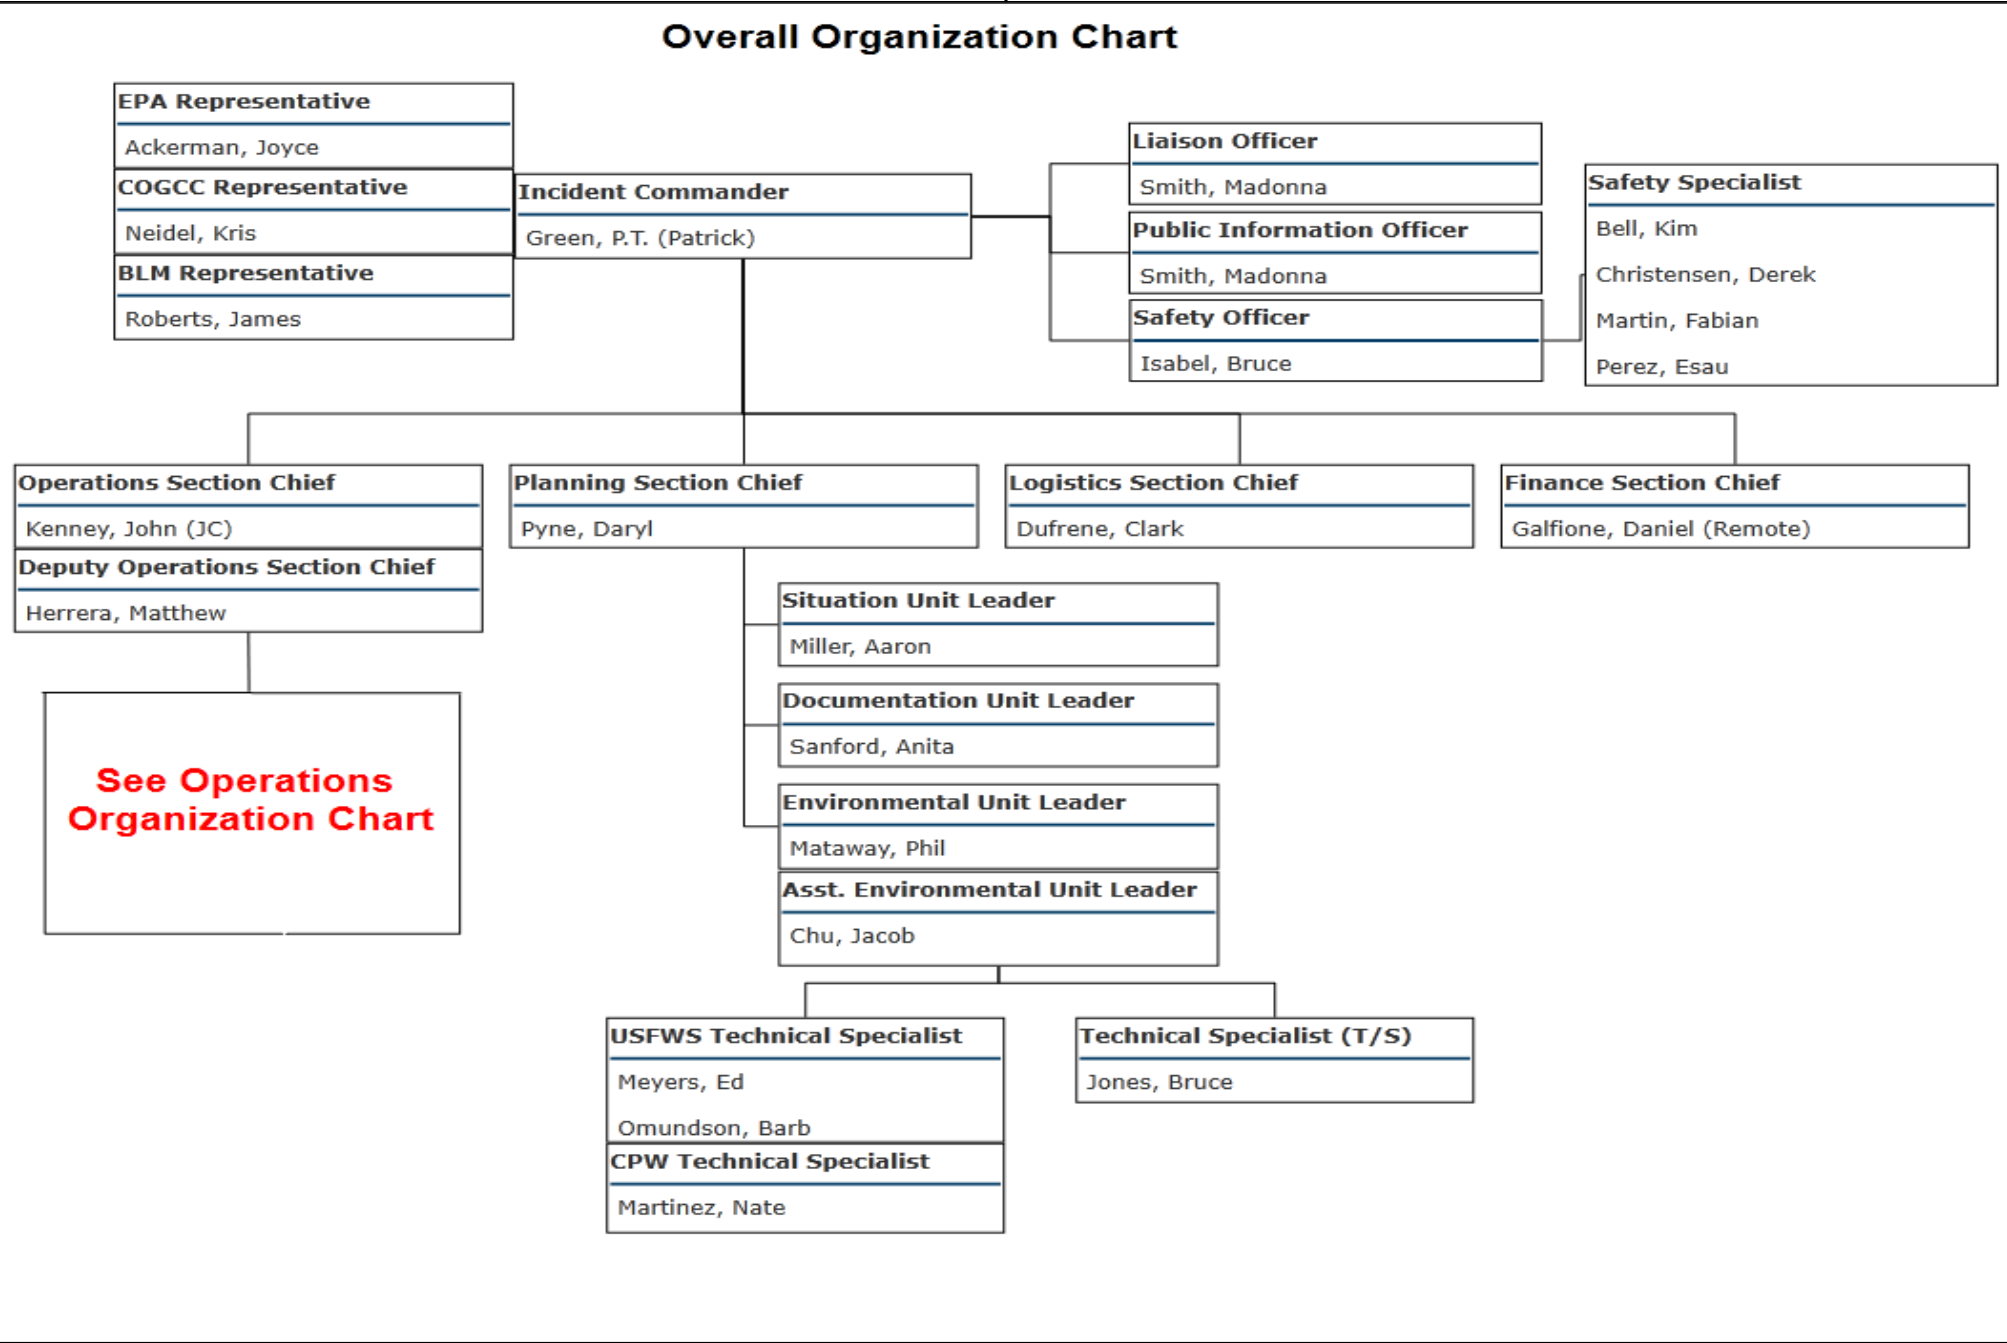 Overall Organization Chart
EPA Representative
Ackerman, Joyce
COGCC Representative
Neidel, Kris
BLM Representative
Roberts, James
Incident Commander
Green, P.T. (Patrick)
Liaison Officer
Smith, Madonna
Public Information Officer
Smith, Madonna
Safety Officer
Isabel, Bruce
Safety Specialist
Bell, Kim
Christensen, Derek
Martin, Fabian
Perez, Esau
Operations Section Chief
Kenney, John (JC)
Deputy Operations Section Chief
Herrera, Matthew
See Operations
Organization Chart
Planning Section Chief
Pyne, Daryl
Logistics Section Chief
Dufrene, Clark
Finance Section Chief
Galfione, Daniel (Remote)
Situation Unit Leader
Miller, Aaron
Documentation Unit Leader
Sanford, Anita
Environmental Unit Leader
Mataway, Phil
Asst. Environmental Unit Leader
Chu, Jacob
USFWS Technical Specialist
Meyers, Ed
Omundson, Barb
CPW Technical Specialist
Martinez, Nate
Technical Specialist (T/S)
Jones, Bruce